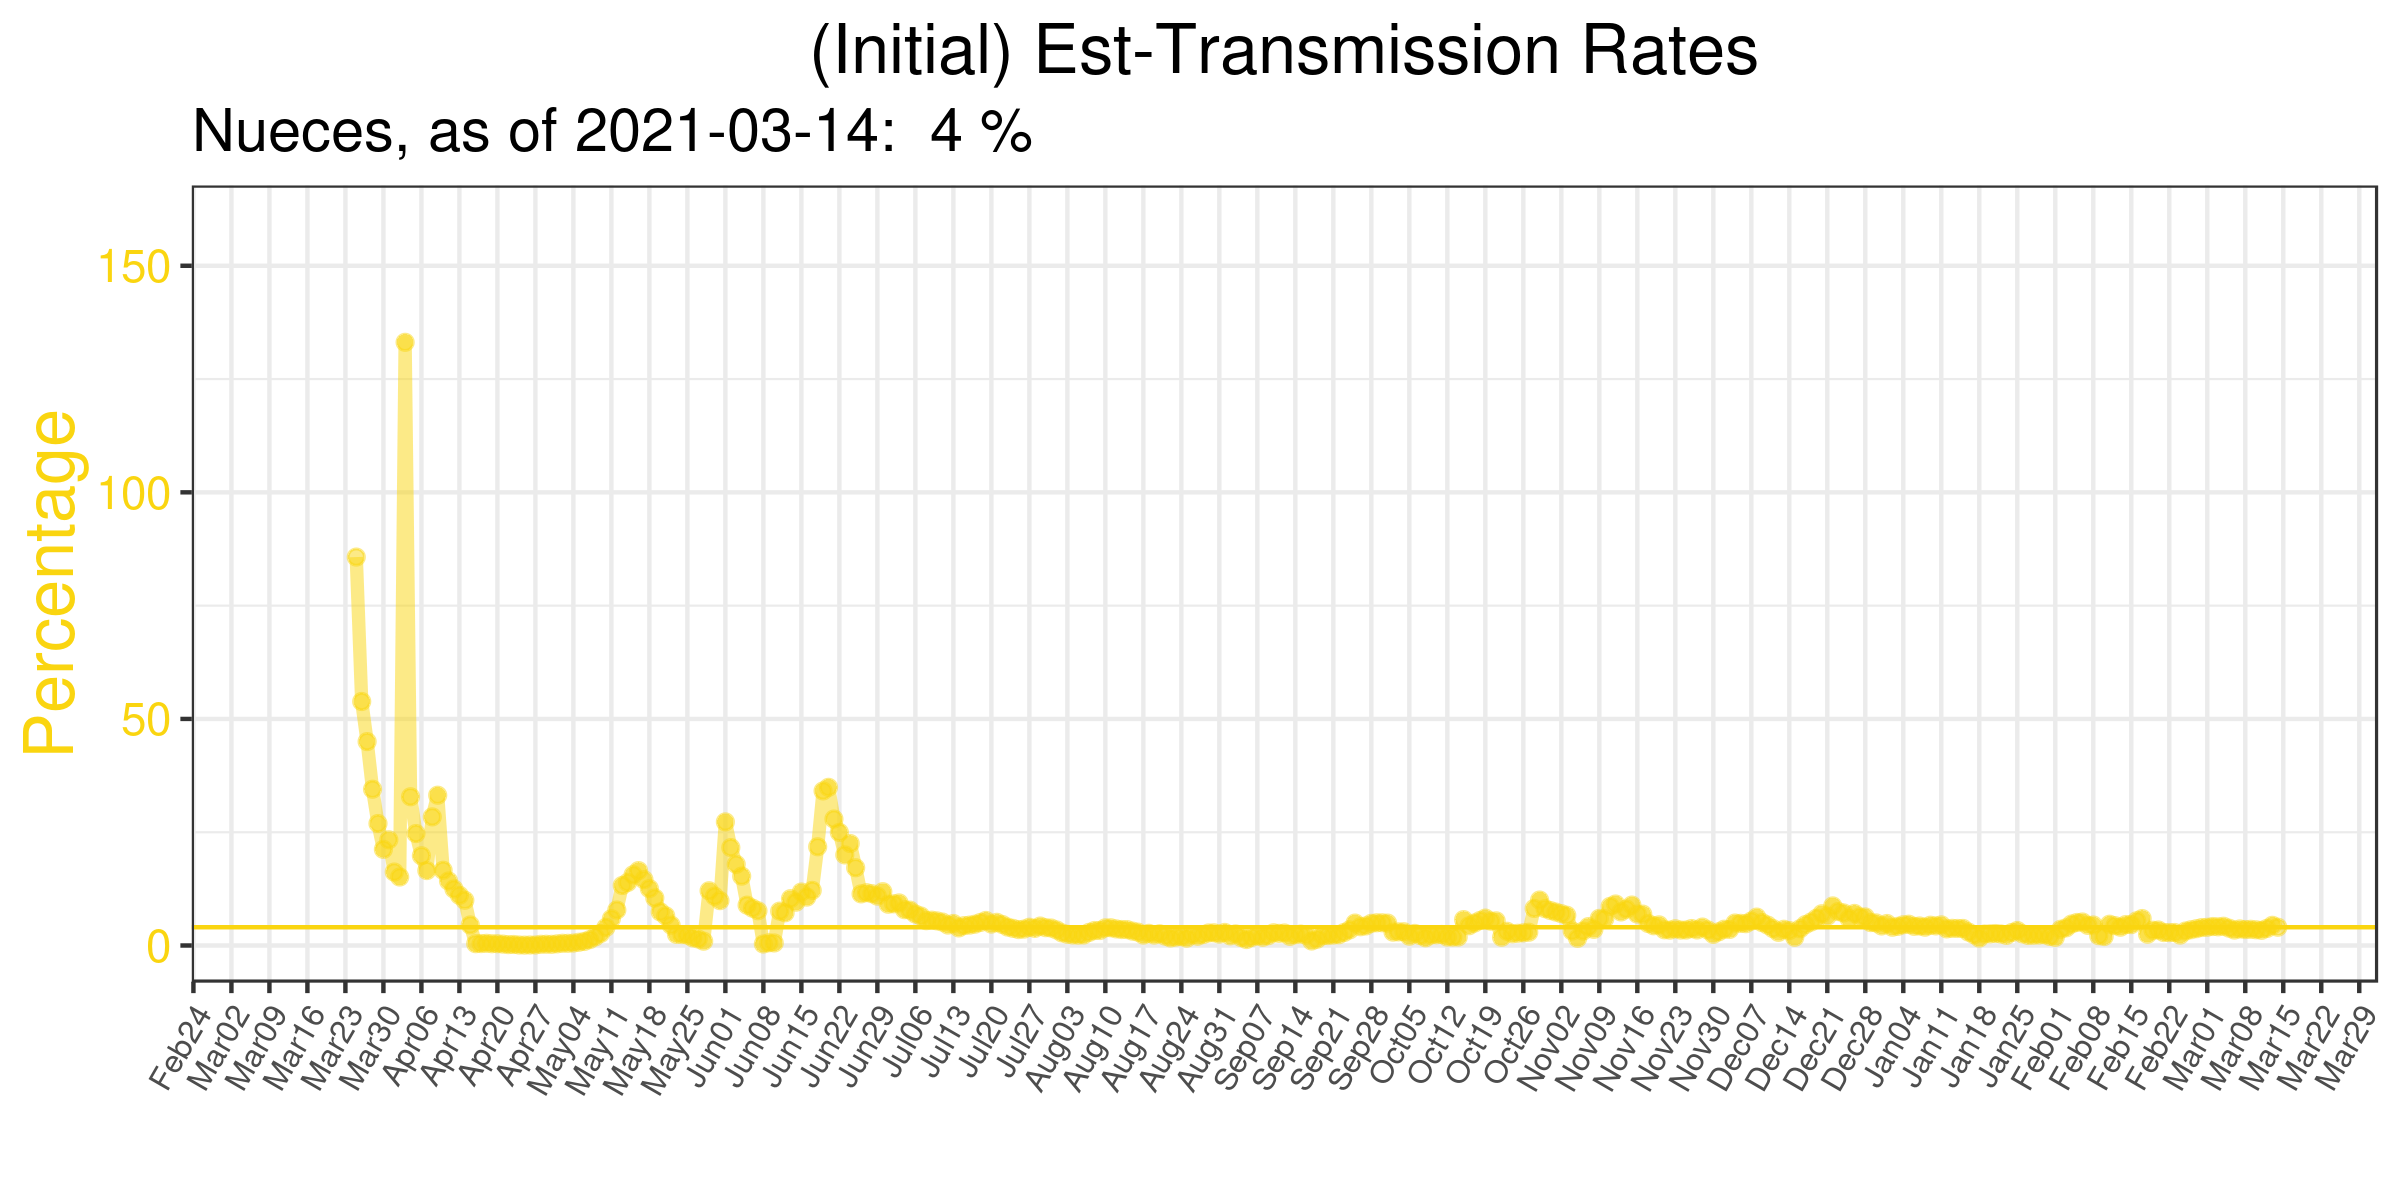 (Initial) Est-Transmission Rates
Nueces, as of 2021-03-14:  4 %
Percentage
150
100
50
0
Feb24
Mar02
Mar09
Mar16
Mar23
Mar30
Apr06
Apr13
Apr20
Apr27
May04
May11
May18
May25
Jun01
Jun08
Jun15
Jun22
Jun29
Jul06
Jul13
Jul20
Jul27
Aug03
Aug10
Aug17
Aug24
Aug31
Sep07
Sep14
Sep21
Sep28
Oct05
Oct12
Oct19
Oct26
Nov02
Nov09
Nov16
Nov23
Nov30
Dec07
Dec14
Dec21
Dec28
Jan04
Jan11
Jan18
Jan25
Feb01
Feb08
Feb15
Feb22
Mar01
Mar08
Mar15
Mar22
Mar29